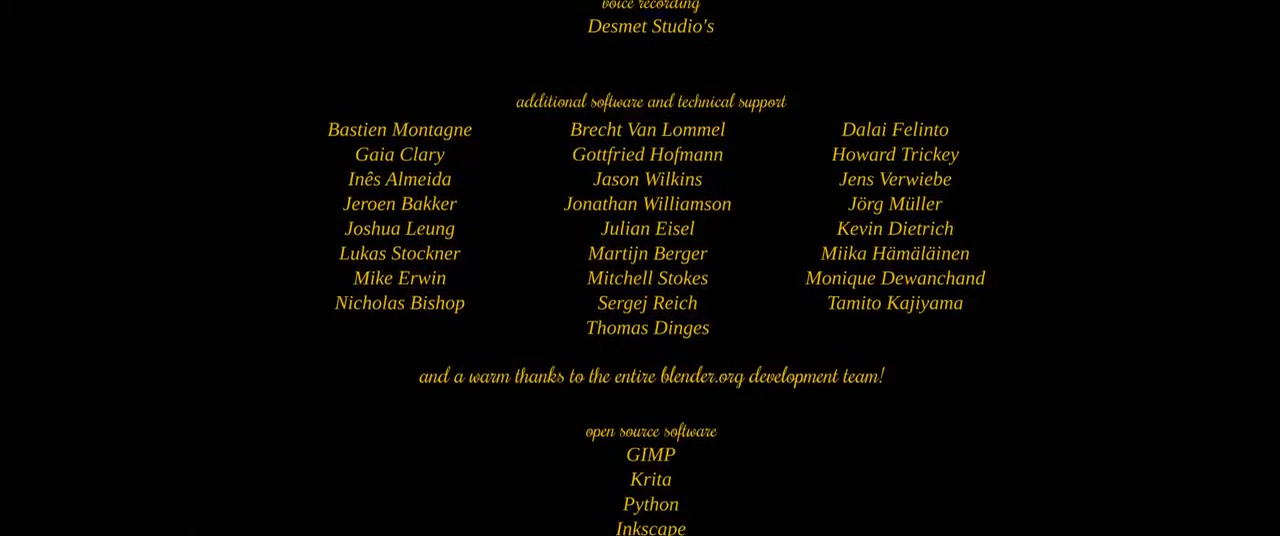 voice recording
Desmet Studio's
additional software and technical support
Bastien Montagne Brecht Van Lommel Dalai Felinto
Gaia Clary Gottfried Hofmann Howard Trickey
Inês Almeida Jason Wilkins Jens Verwiebe
Jeroen Bakker Jonathan Williamson Jörg Müller
Joshua Leung Julian Eisel Kevin Dietrich
Lukas Stockner Martijn Berger Miika Hämäläinen
Mike Erwin Mitchell Stokes Monique Dewanchand
Nicholas Bishop Sergej Reich Tamito Kajiyama
Thomas Dinges
and a warm thanks to the entire blender.org development team!
open source software
GIMP
Krita
Python
Inkscape